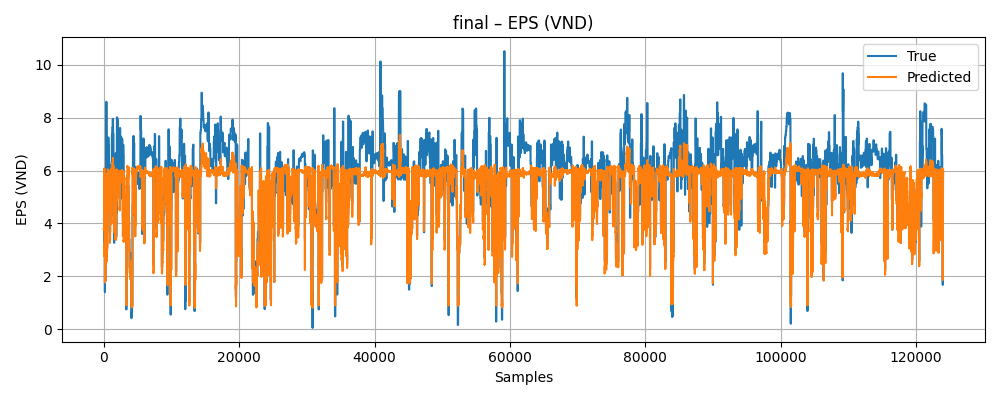 final – EPS (VND)
EPS (VND)
10
8
6
4
2
0
True
Predicted
0 20000 40000 60000 80000 100000 120000
Samples